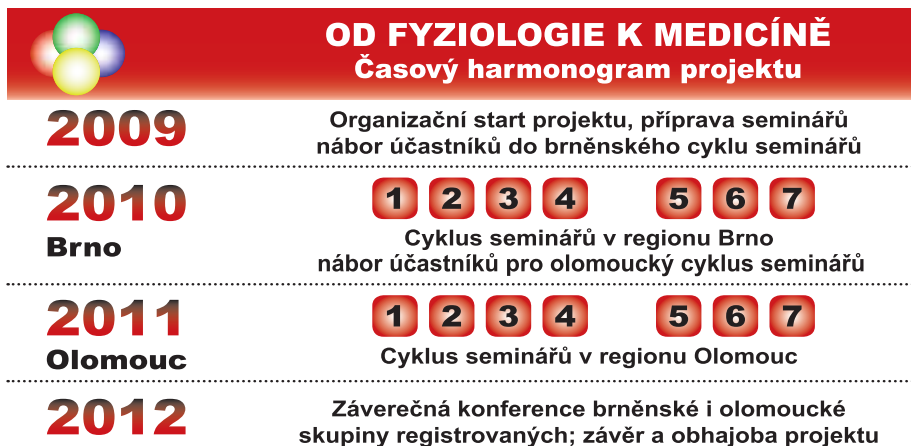 OD FYZIOLOGIE K MEDICÍNĚ
Časový harmonogram projektu
2009
Organizační start projektu, příprava seminářů
nábor účastníků do brněnského cyklu seminářů
2010
Brno
1 2 3 4 5 6 7
Cyklus seminářů v regionu Brno
nábor účastníků pro olomoucký cyklus seminářů
2011
Olomouc
1 2 3 4 5 6 7
Cyklus seminářů v regionu Olomouc
2012
Záverečná konference brněnské i olomoucké
skupiny registrovaných; závěr a obhajoba projektu